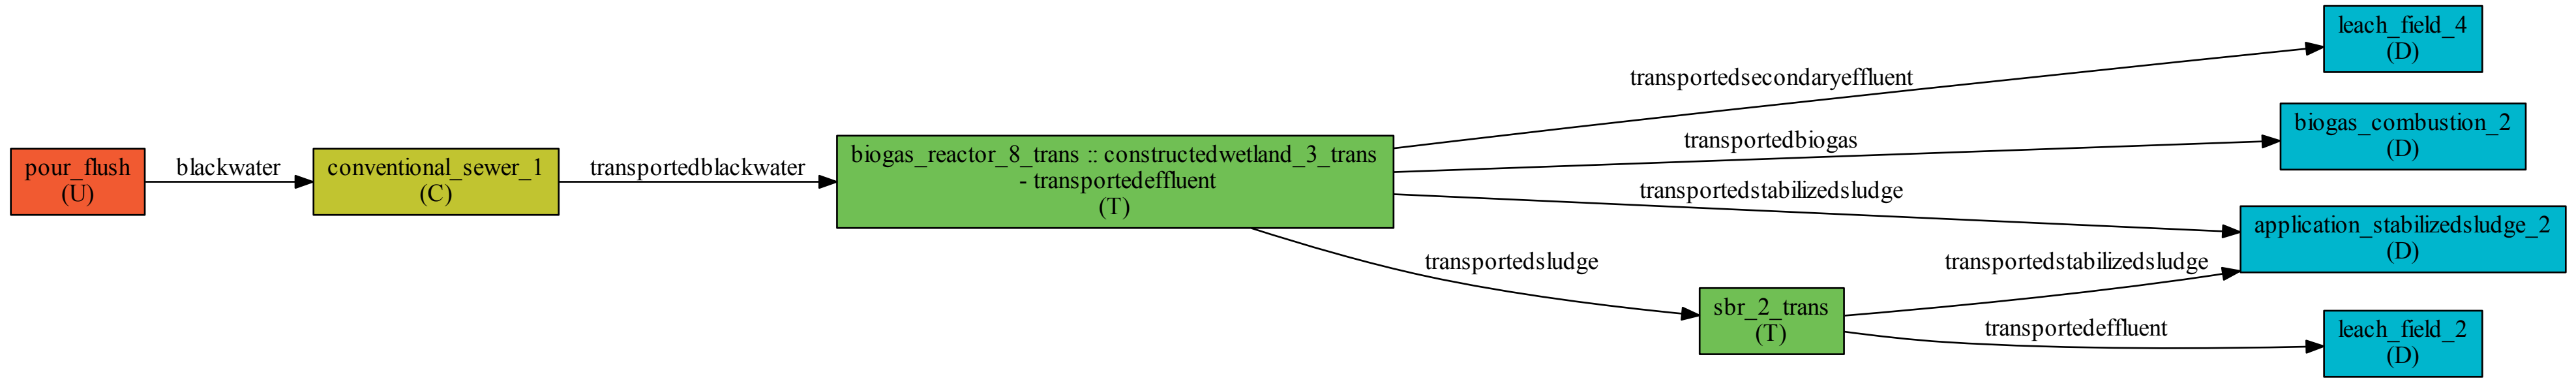 pour_flush
(U)
blackwater
conventional_sewer_1
(C)
transportedblackwater
biogas_reactor_8_trans :: constructedwetland_3_trans
- transportedeffluent
(T)
transportedsecondaryeffluent
transportedbiogas
transportedstabilizedsludge
transportedsludge
sbr_2_trans
(T)
transportedstabilizedsludge
transportedeffluent
leach_field_4
(D)
biogas_combustion_2
(D)
application_stabilizedsludge_2
(D)
leach_field_2
(D)